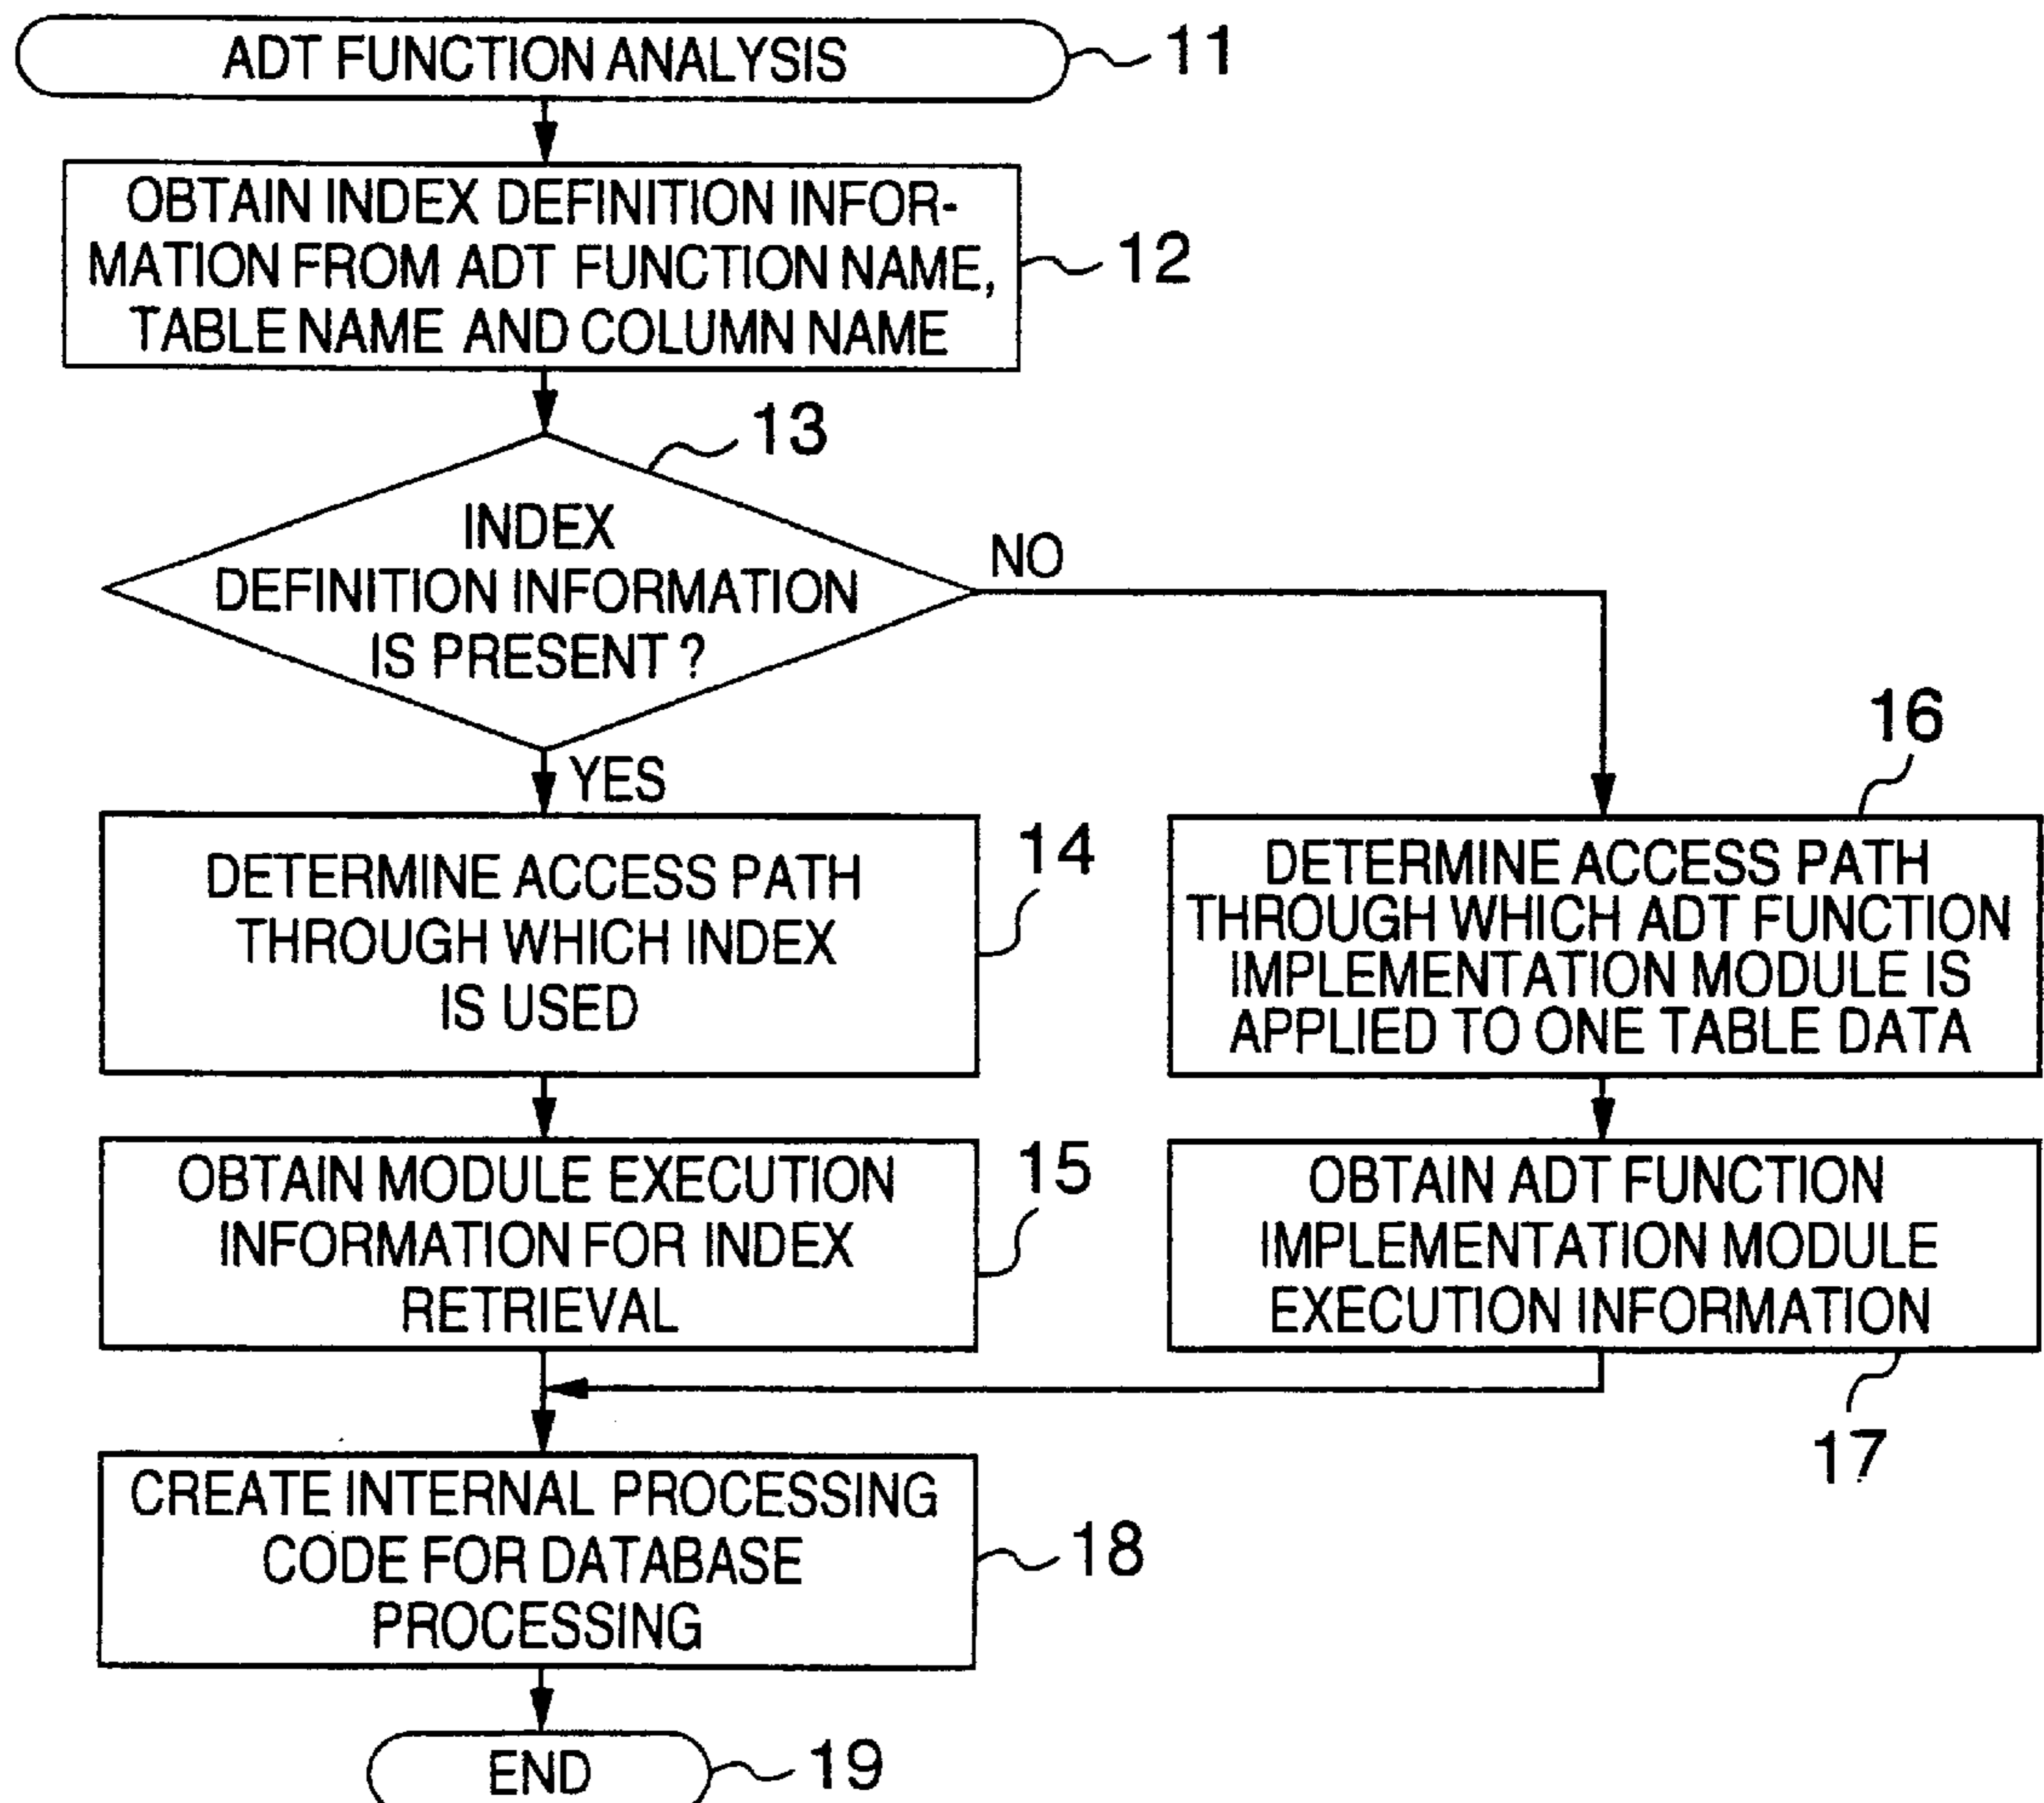 ADT FUNCTION ANALYSIS
11
OBTAIN INDEX DEFINITION INFOR-
MATION FROM ADT FUNCTION NAME,
TABLE NAME AND COLUMN NAME
12
13
INDEX
DEFINITION INFORMATION
IS PRESENT ?
NO
YES
DETERMINE ACCESS PATH
THROUGH WHICH INDEX
IS USED
14
16
DETERMINE ACCESS PATH
THROUGH WHICH ADT FUNCTION
IMPLEMENTATION MODULE IS
APPLIED TO ONE TABLE DATA
OBTAIN MODULE EXECUTION
INFORMATION FOR INDEX
RETRIEVAL
15
OBTAIN ADT FUNCTION
IMPLEMENTATION MODULE
EXECUTION INFORMATION
17
CREATE INTERNAL PROCESSING
CODE FOR DATABASE
PROCESSING
18
END
19